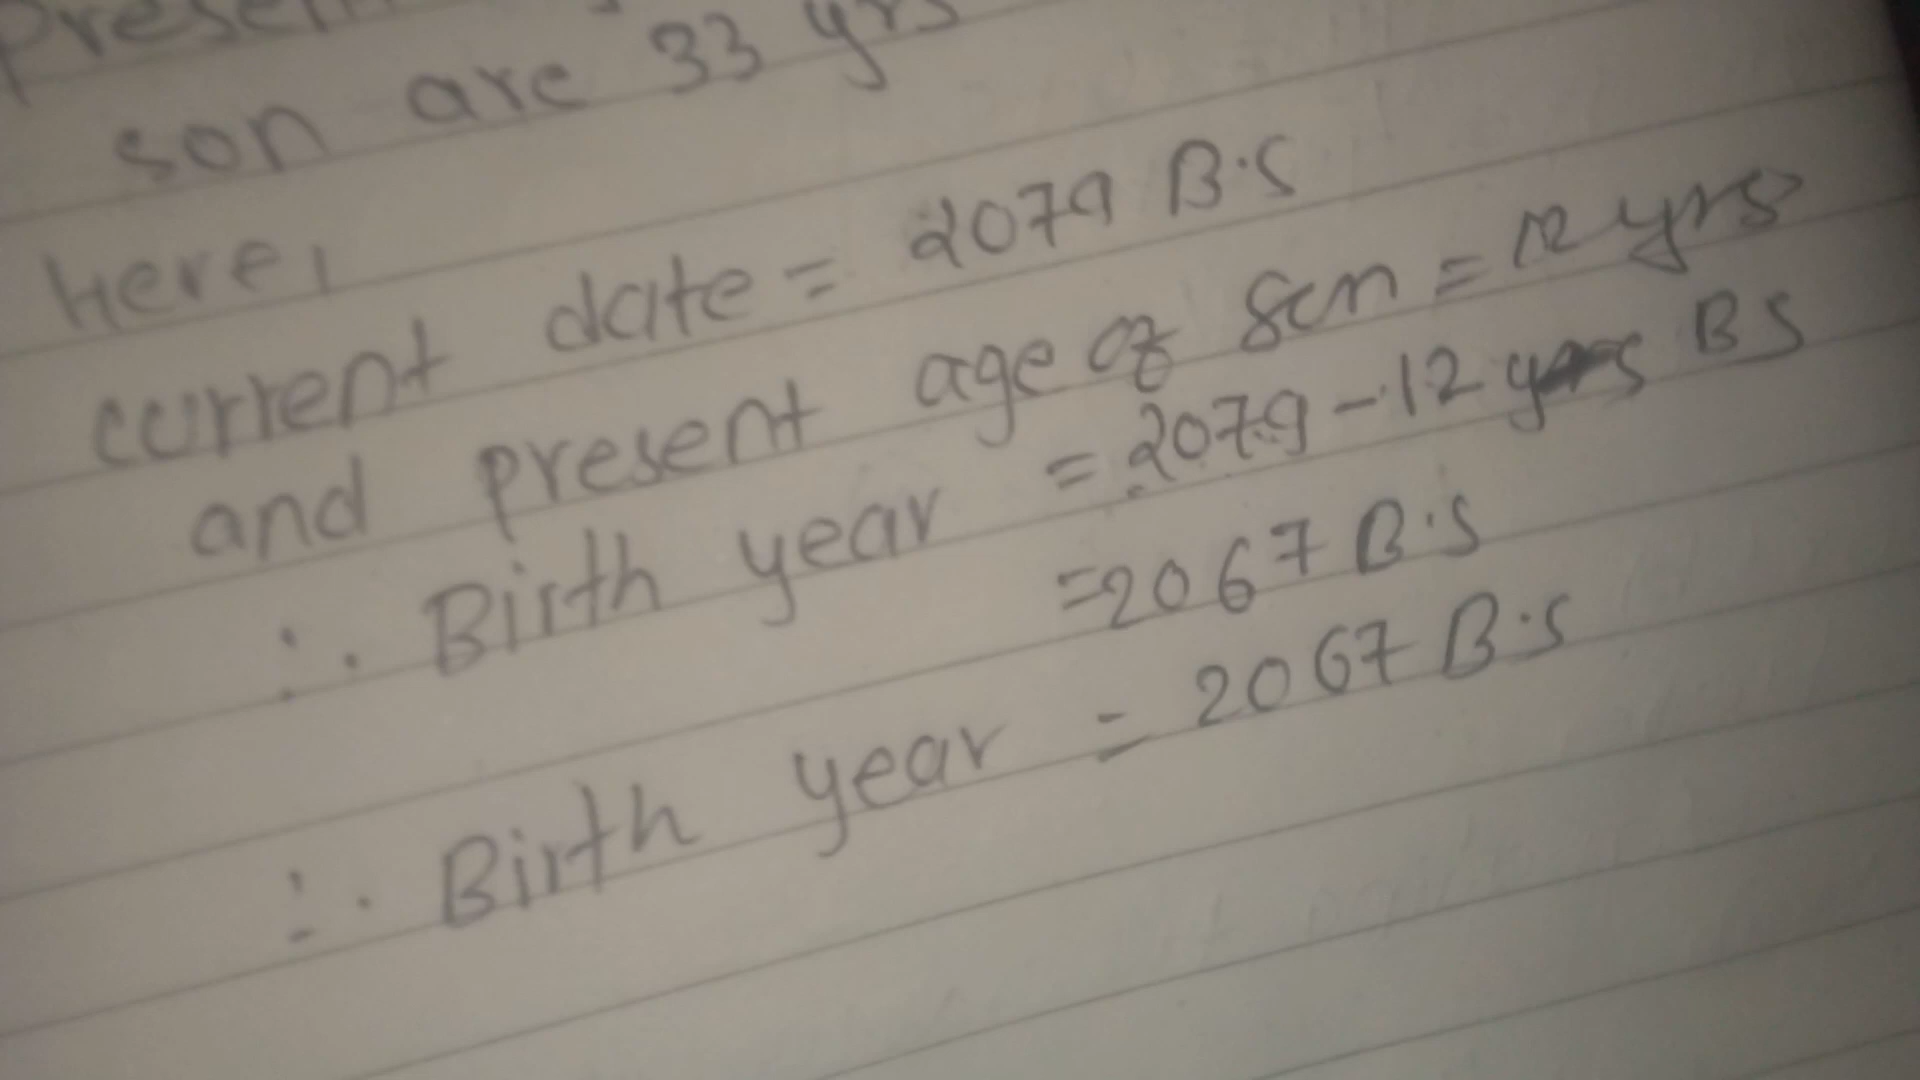 Present
son are 33 yrs
Here,
current date = 2079 B.S
and present age of son = 12 yrs
∴ Birth year = 2079 - 12 yrs BS
= 2067 B.S
∴ Birth year = 2067 B.S